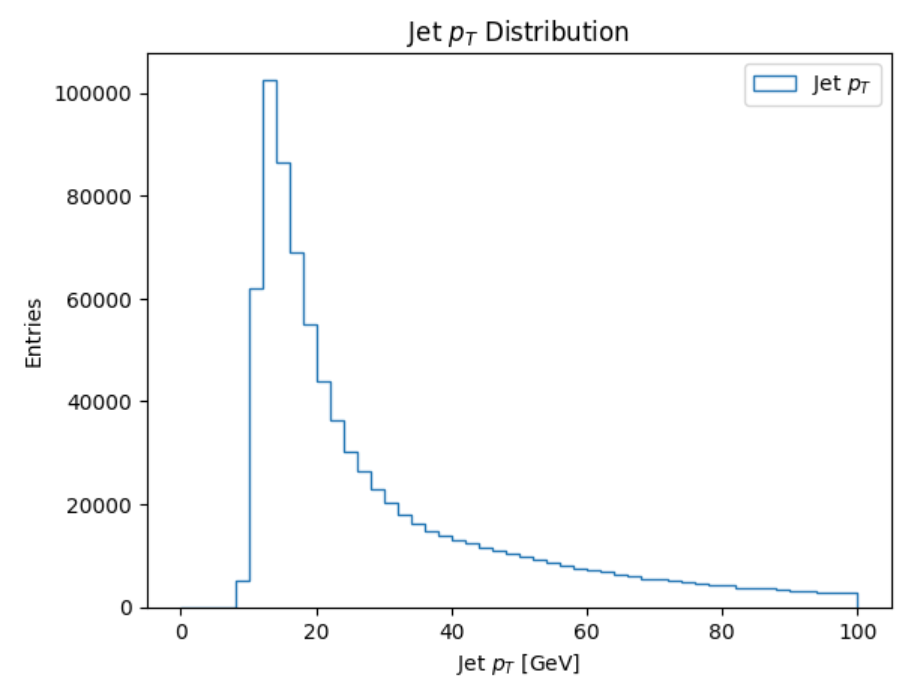 Jet p_T Distribution
Jet p_T
100000
80000
60000
40000
20000
0
Entries
0 20 40 60 80 100
Jet p_T [GeV]